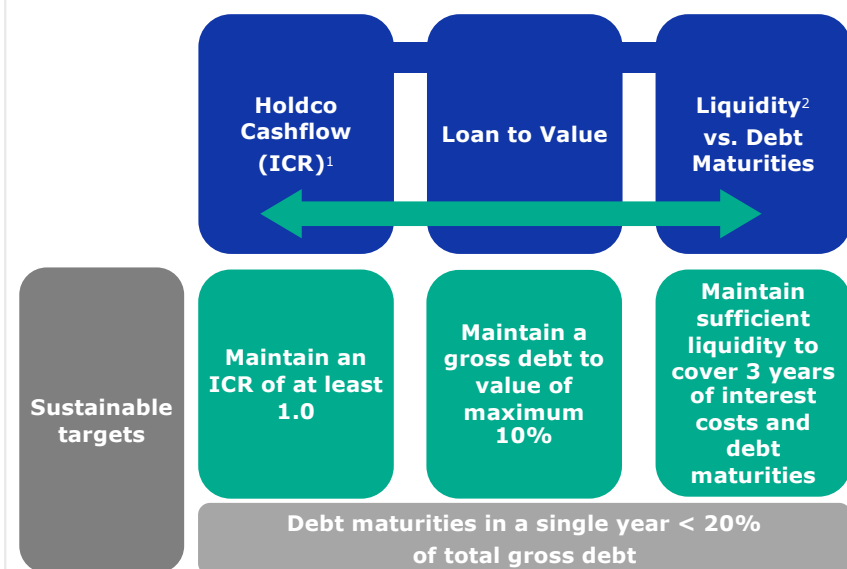 Holdco
Cashflow
(ICR)¹
Loan to Value
Liquidity²
vs. Debt
Maturities
Sustainable
targets
Maintain an
ICR of at least
1.0
Maintain a
gross debt to
value of
maximum
10%
Maintain
sufficient
liquidity to
cover 3 years
of interest
costs and
debt
maturities
Debt maturities in a single year < 20%
of total gross debt